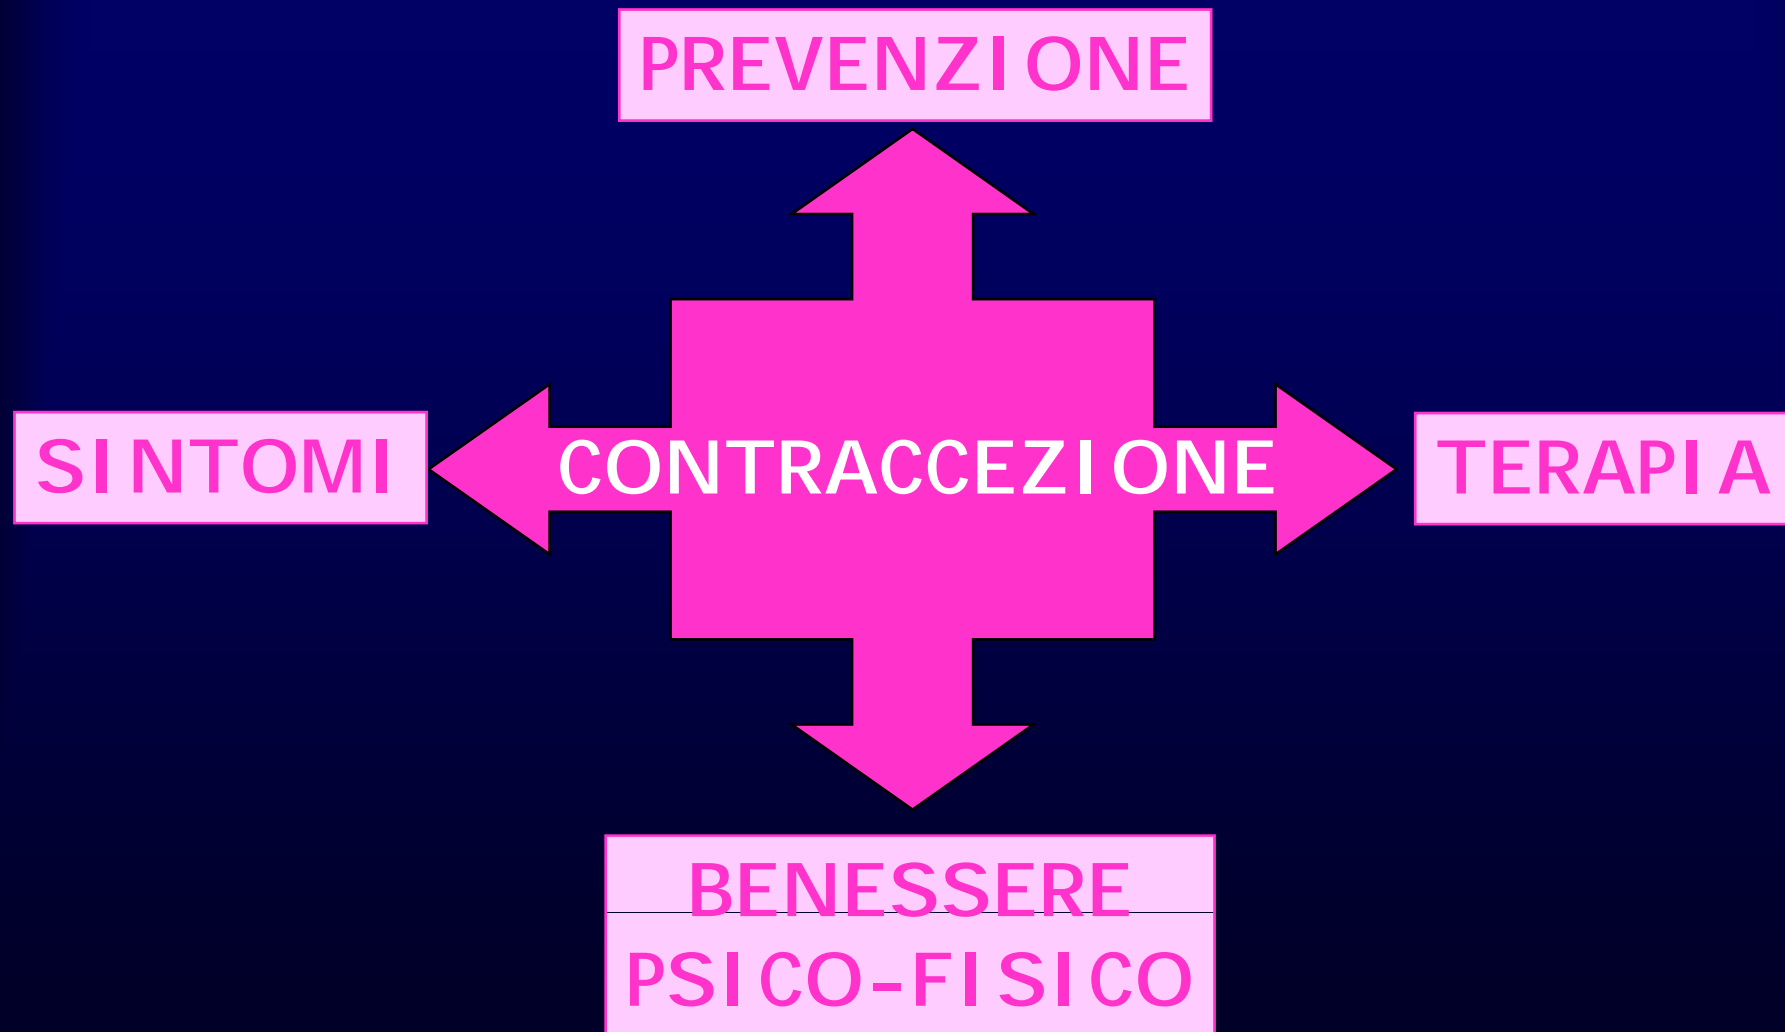 PREVENZIONE
SINTOMI
CONTRACCEZIONE
TERAPIA
BENESSERE
PSICO-FISICO